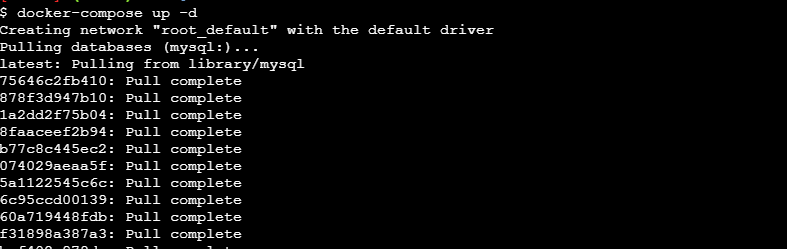 $ docker-compose up -d
Creating network "root_default" with the default driver
Pulling databases (mysql:)...
latest: Pulling from library/mysql
75646c2fb410: Pull complete
878f3d947b10: Pull complete
1a2dd2f75b04: Pull complete
8faaceef2b94: Pull complete
b77c8c445ec2: Pull complete
074029aeaa5f: Pull complete
5a1122545c6c: Pull complete
6c95ccd00139: Pull complete
60a719448fdb: Pull complete
f31898a387a3: Pull complete
Pull complete